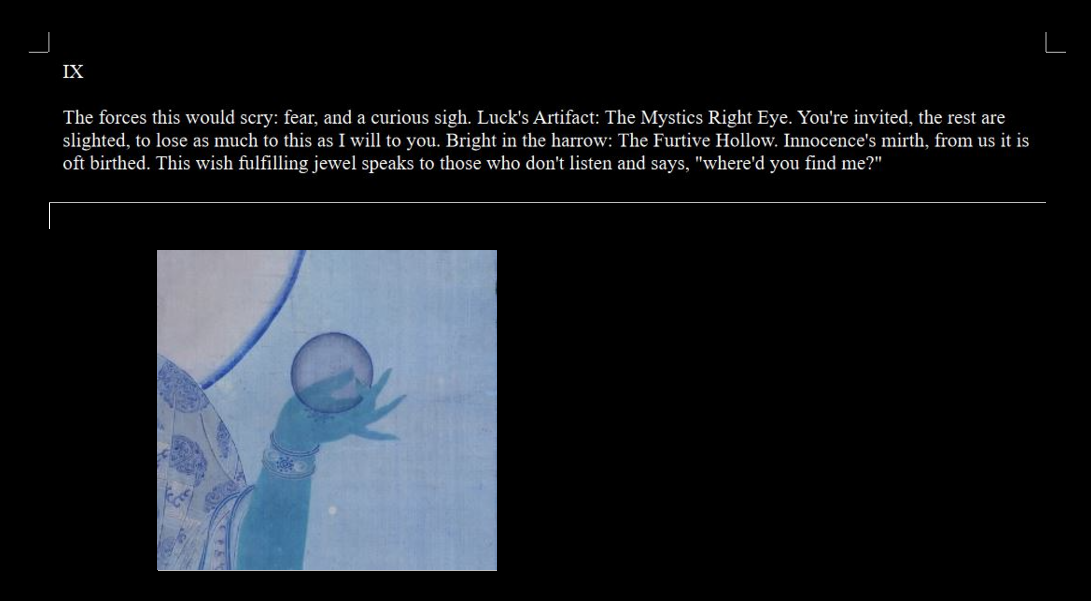 IX
The forces this would scry: fear, and a curious sigh. Luck's Artifact: The Mystics Right Eye. You're invited, the rest are
slighted, to lose as much to this as I will to you. Bright in the harrow: The Furtive Hollow. Innocence's mirth, from us it is
oft birthed. This wish fulfilling jewel speaks to those who don't listen and says, "where'd you find me?"